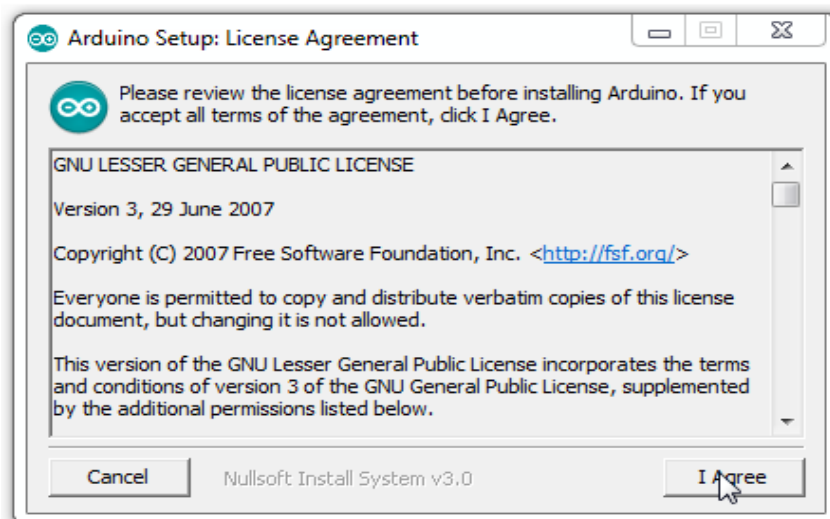 Arduino Setup: License Agreement
Please review the license agreement before installing Arduino. If you
accept all terms of the agreement, click I Agree.
GNU LESSER GENERAL PUBLIC LICENSE
Version 3, 29 June 2007
Copyright (C) 2007 Free Software Foundation, Inc. <http://fsf.org/>
Everyone is permitted to copy and distribute verbatim copies of this license
document, but changing it is not allowed.
This version of the GNU Lesser General Public License incorporates the terms
and conditions of version 3 of the GNU General Public License, supplemented
by the additional permissions listed below.
Cancel
Nullsoft Install System v3.0
I Agree